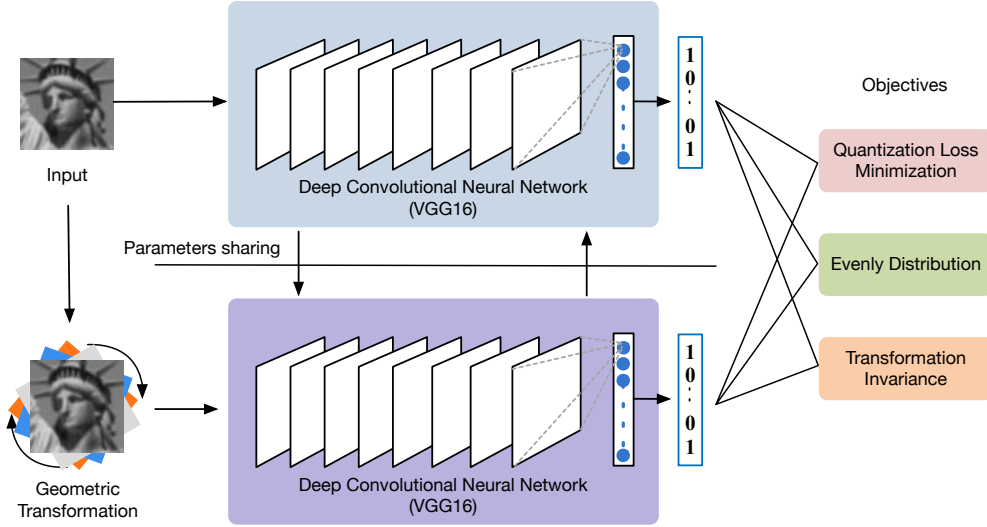 Input
Deep Convolutional Neural Network
(VGG16)
1
0
.
.
0
1
Objectives
Quantization Loss
Minimization
Evenly Distribution
Transformation
Invariance
Parameters sharing
Geometric
Transformation
Deep Convolutional Neural Network
(VGG16)
1
0
.
.
0
1